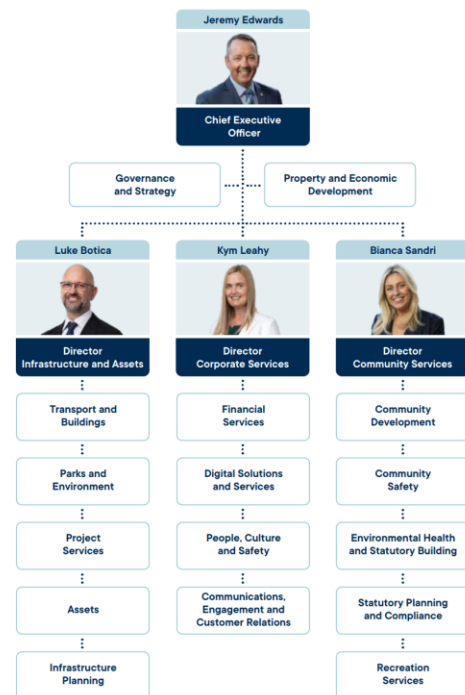 Jeremy Edwards
Chief Executive
Officer
Governance
and Strategy
Property and Economic
Development
Luke Botica
Director
Infrastructure and Assets
Transport and
Buildings
Parks and
Environment
Project
Services
Assets
Infrastructure
Planning
Kym Leahy
Director
Corporate Services
Financial
Services
Digital Solutions
and Services
People, Culture
and Safety
Communications,
Engagement and
Customer Relations
Bianca Sandri
Director
Community Services
Community
Development
Community
Safety
Environmental Health
and Statutory Building
Statutory Planning
and Compliance
Recreation
Services